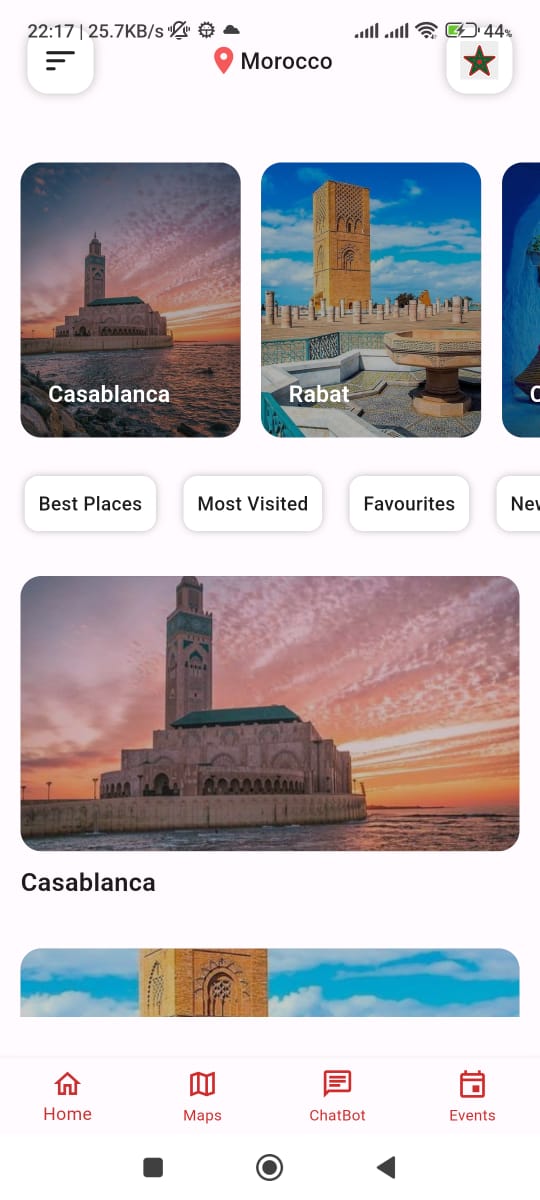 22:17 | 25.7KB/s 44%
Morocco
Casablanca Rabat C
Best Places Most Visited Favourites New
Casablanca
Home Maps ChatBot Events